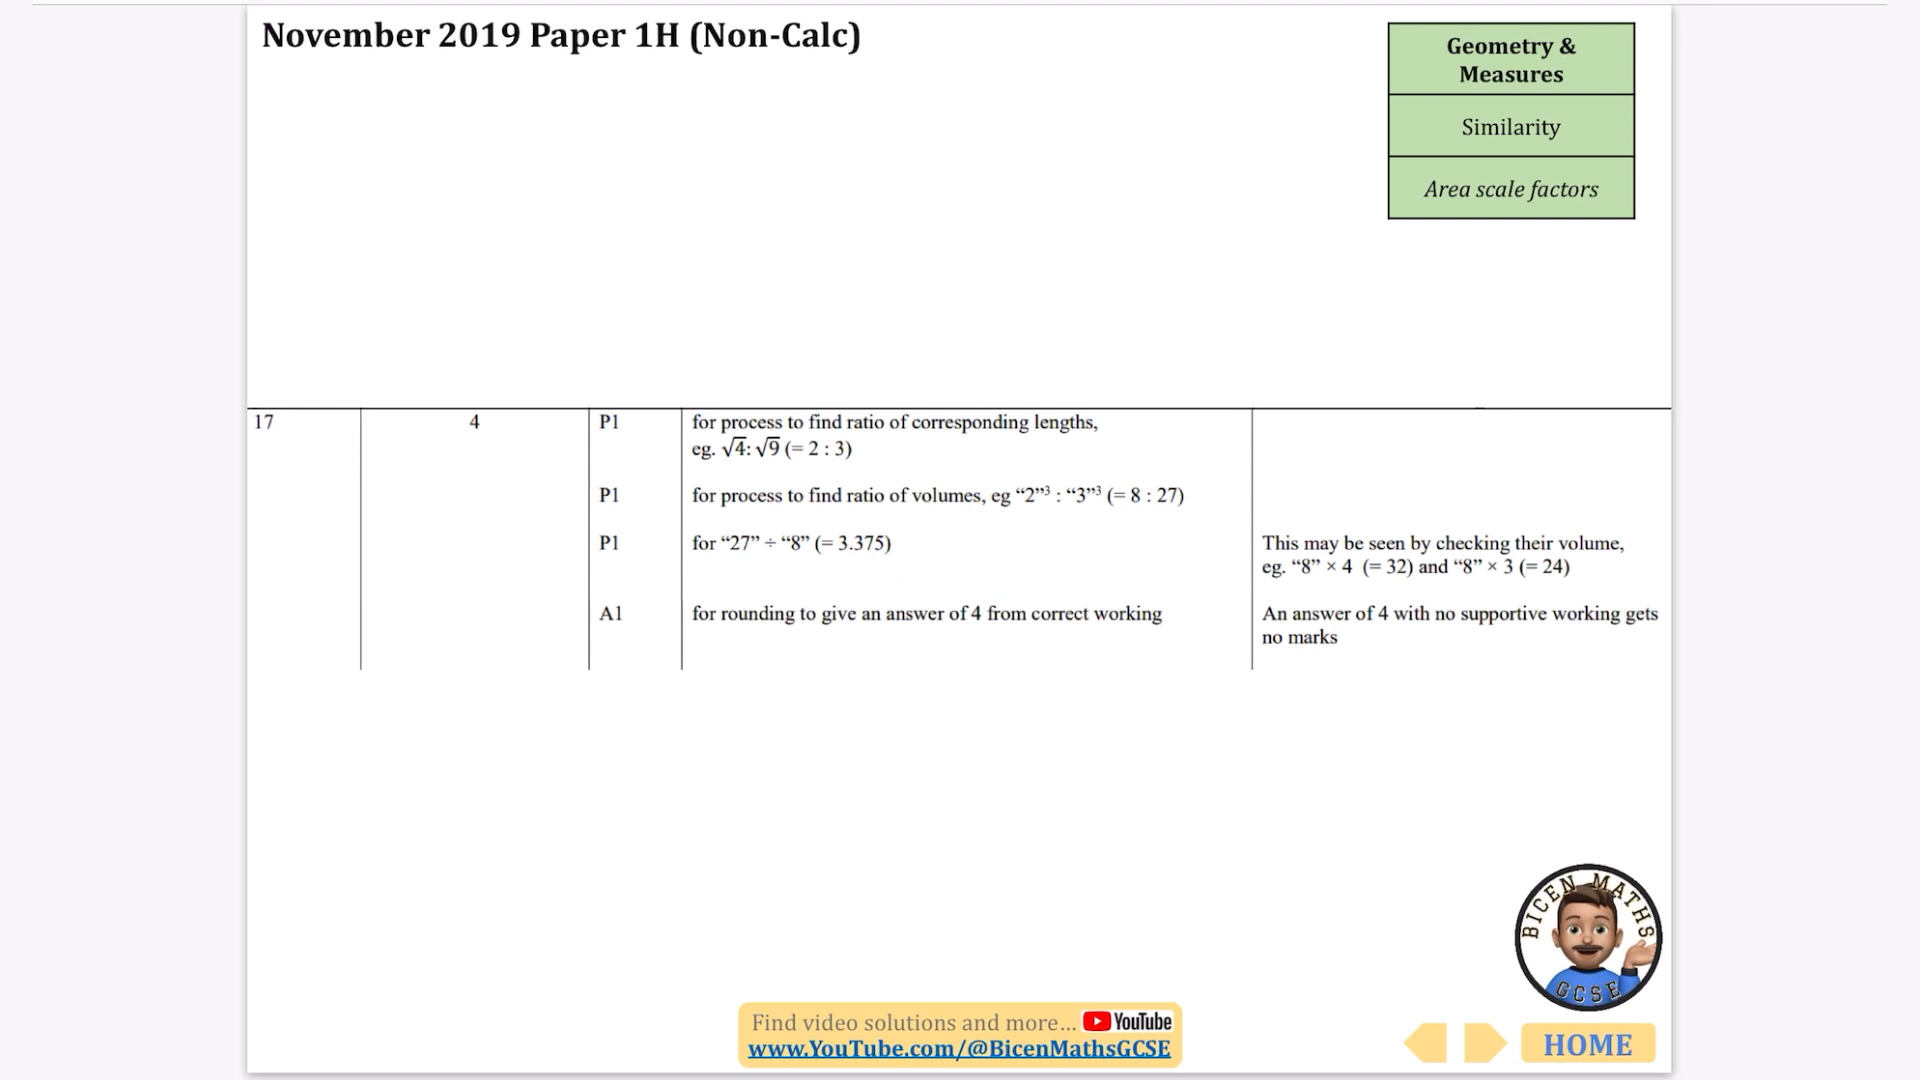 November 2019 Paper 1H (Non-Calc)
Geometry &
Measures
Similarity
Area scale factors
17
4
P1
for process to find ratio of corresponding lengths,
eg. √4: √9 (= 2 : 3)
P1
for process to find ratio of volumes, eg “2”³ : “3”³ (= 8 : 27)
P1
for “27” ÷ “8” (= 3.375)
This may be seen by checking their volume,
eg. “8” × 4 (= 32) and “8” × 3 (= 24)
A1
for rounding to give an answer of 4 from correct working
An answer of 4 with no supportive working gets
no marks
BICEN MATHS
GCSE
Find video solutions and more... YouTube
www.YouTube.com/@BicenMathsGCSE
HOME